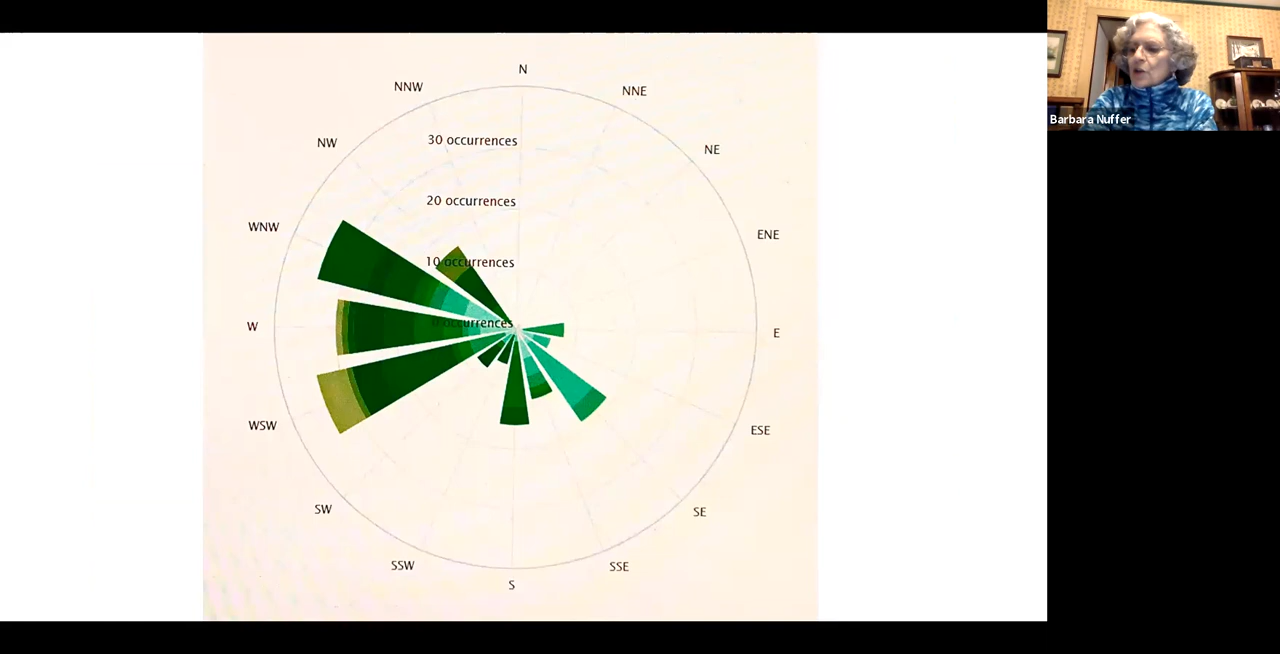 N
NNW
NNE
30 occurrences
NW
NE
20 occurrences
WNW
ENE
10 occurrences
W
0 occurrences
E
WSW
ESE
SW
SE
SSW
SSE
S
Barbara Nuffer